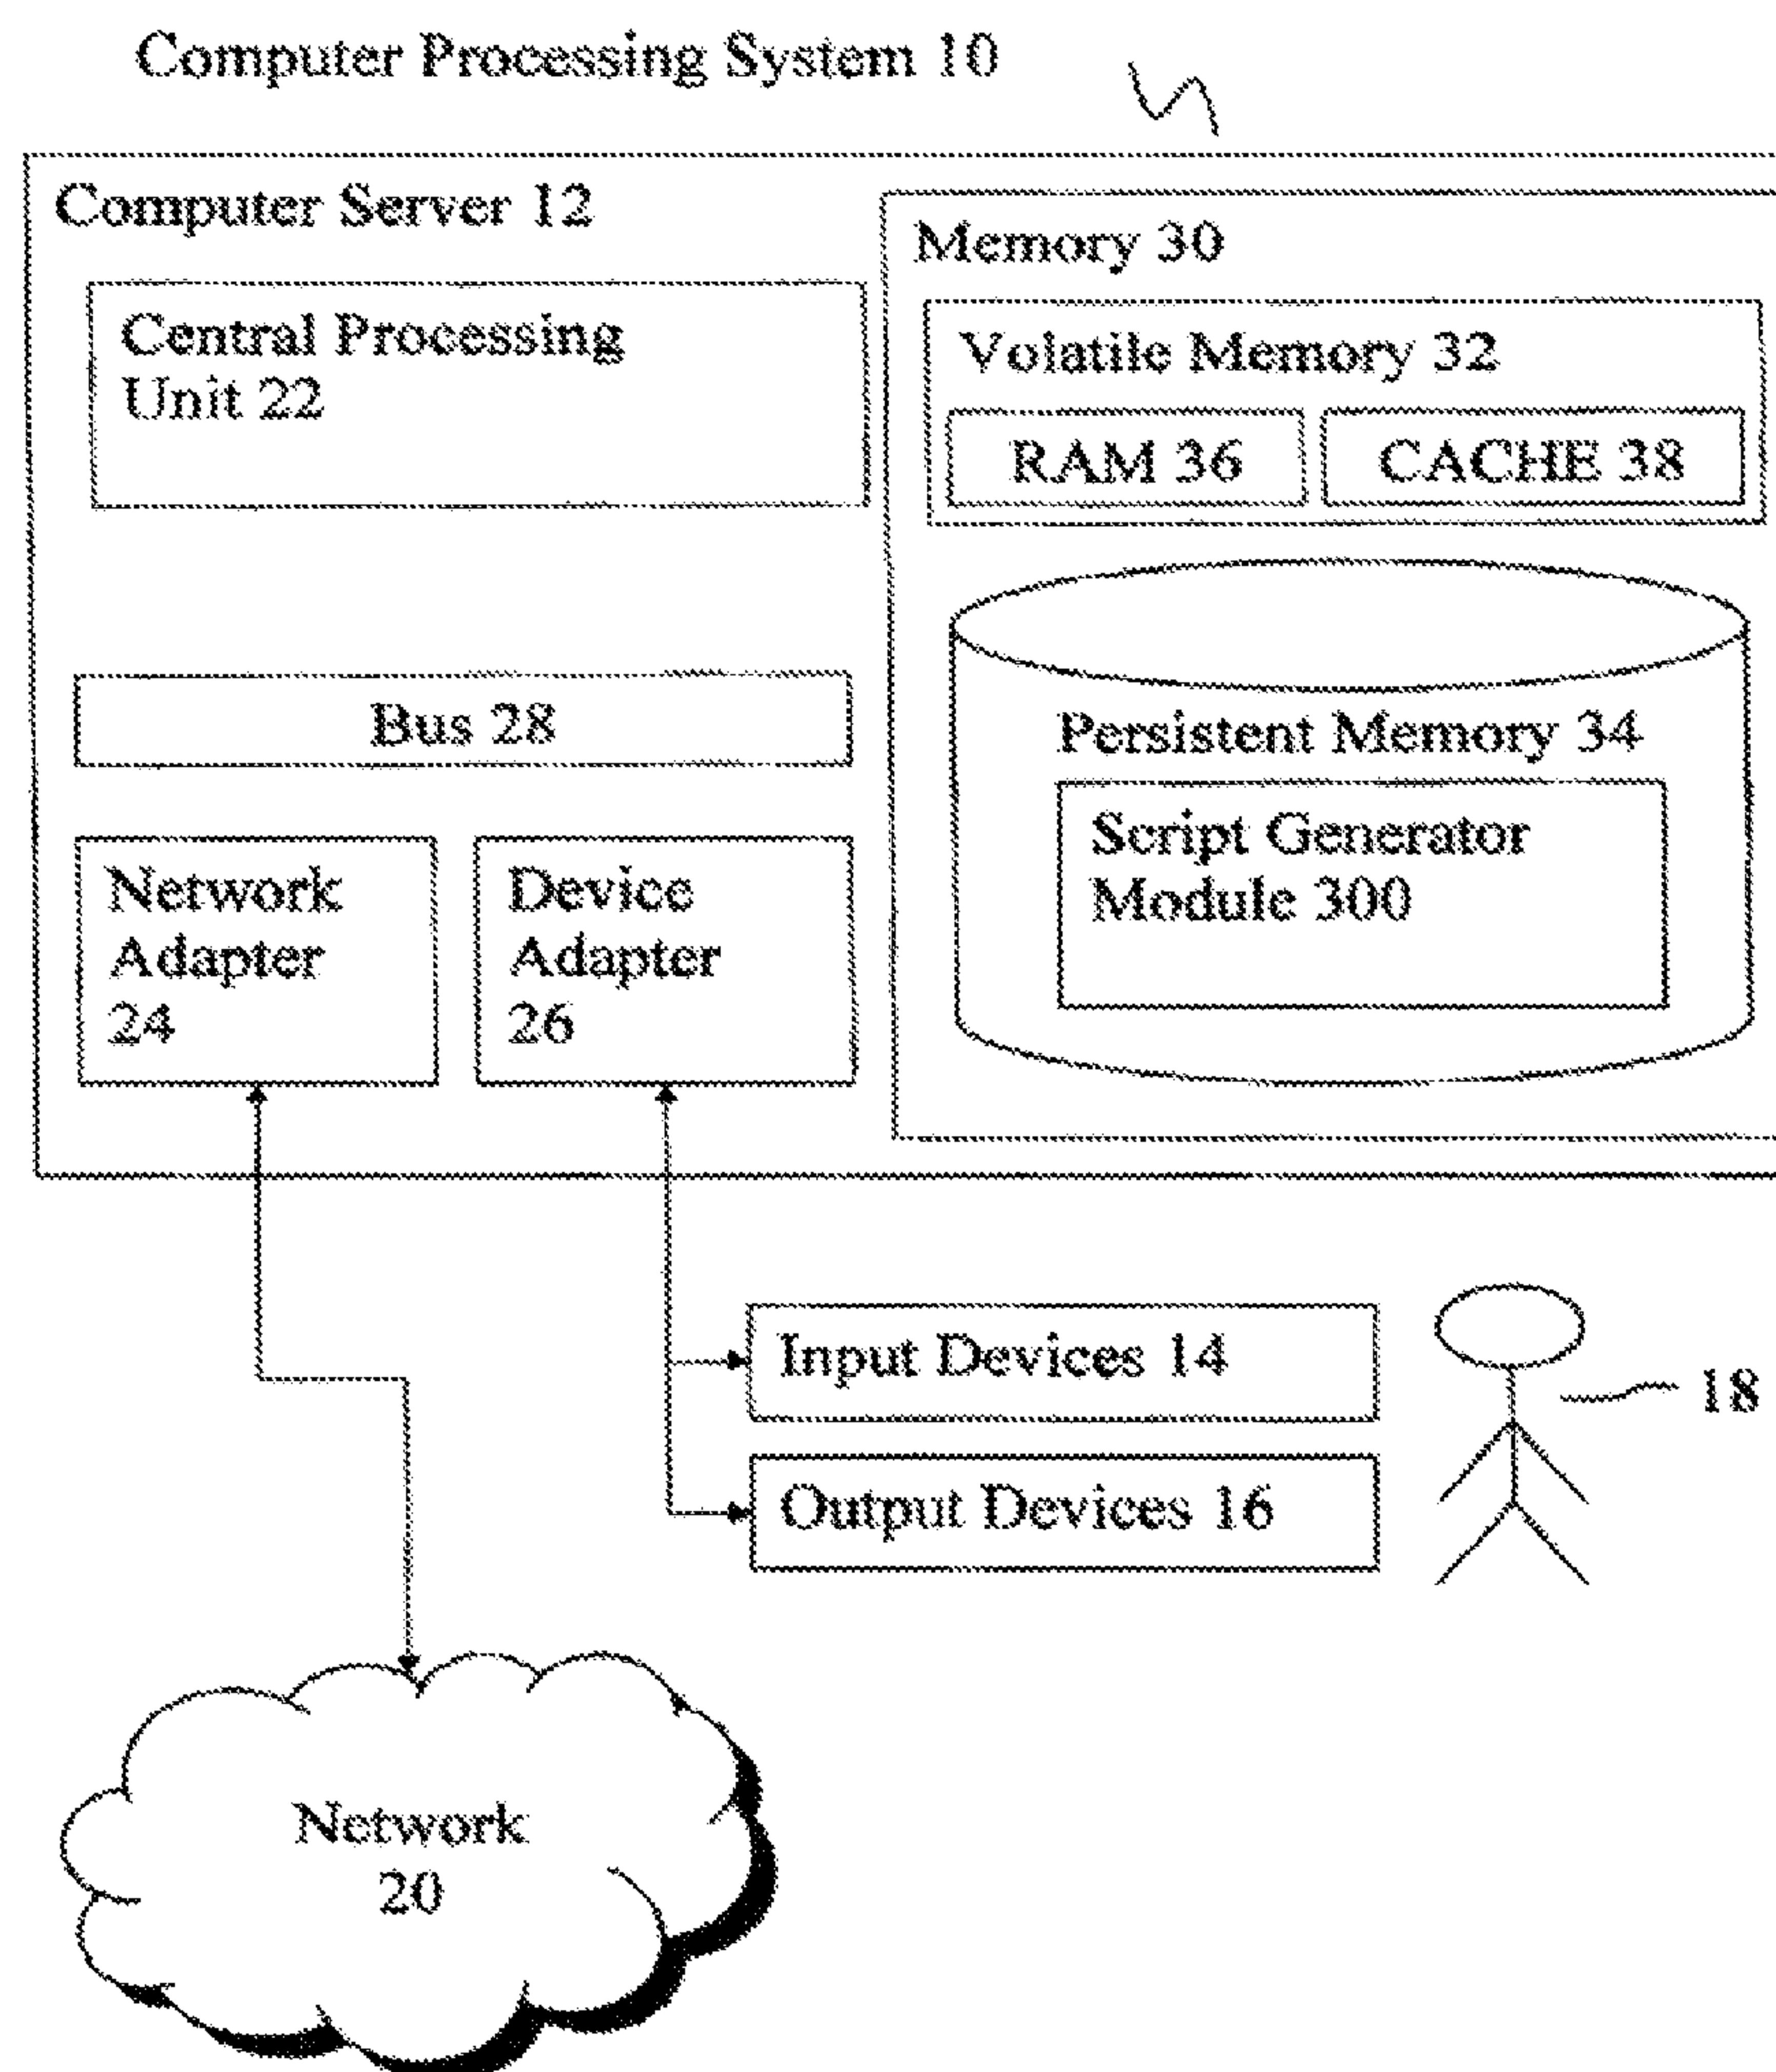 Computer Processing System 10
Computer Server 12
Central Processing
Unit 22
Bus 28
Network
Adapter
24
Device
Adapter
26
Memory 30
Volatile Memory 32
RAM 36
CACHE 38
Persistent Memory 34
Script Generator
Module 300
Input Devices 14
Output Devices 16
18
Network
20